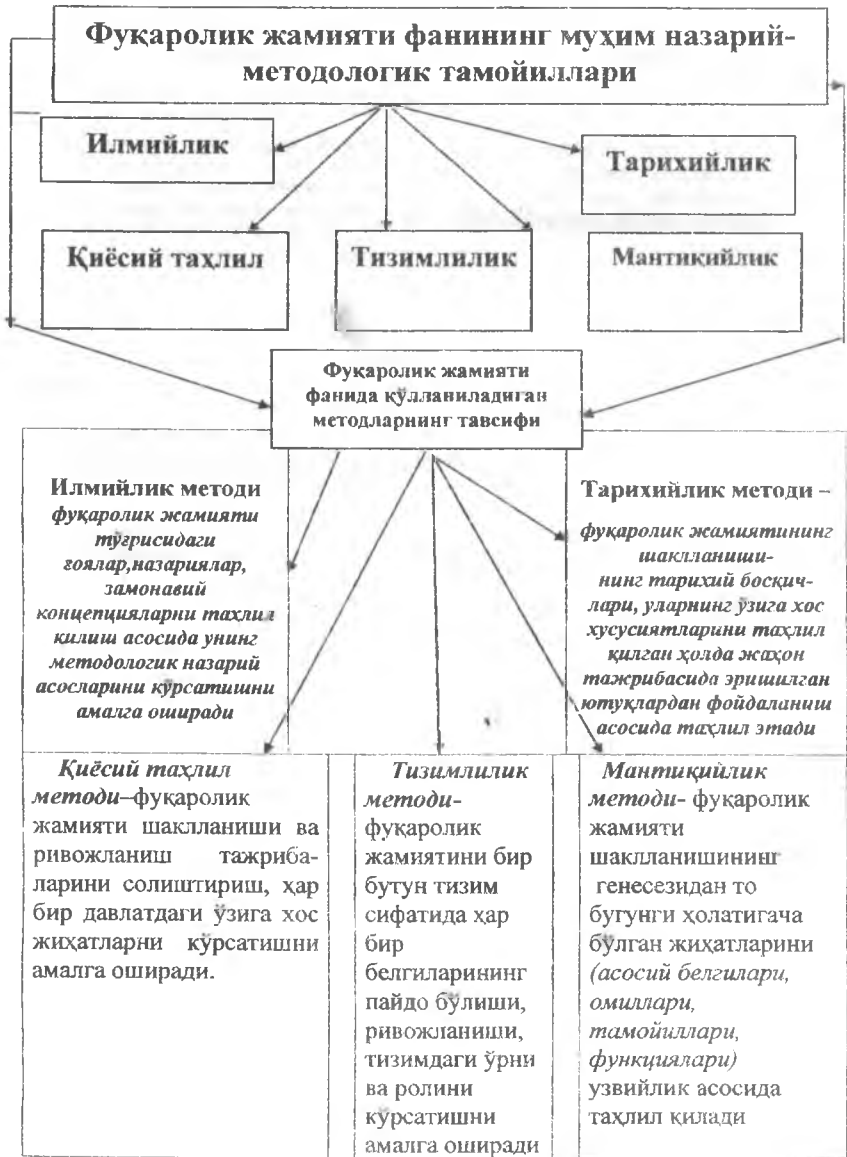 Фуқаролик жамияти фанининг муҳим назарий-
методологик тамойиллари
Илмийлик
Тарихийлик
Қиёсий таҳлил
Тизимлилик
Мантиқийлик
Фуқаролик жамияти
фанида қўлланиладиган
методларнинг тавсифи
Илмийлик методи
фуқаролик жамияти
тўғрисидаги
ғоялар,назариялар,
замонавий
концепцияларни таҳлил
қилиш асосида унинг
методологик назарий
асосларини кўрсатишни
амалга оширади
Тарихийлик методи –
фуқаролик жамиятининг
шаклланиши-
нинг тарихий босқич-
лари, уларнинг ўзига хос
хусусиятларини таҳлил
қилган ҳолда жаҳон
тажрибасида эришилган
ютуқлардан фойдаланиш
асосида таҳлил этади
Қиёсий таҳлил
методи–фуқаролик
жамияти шаклланиши ва
ривожланиш тажриба-
ларини солиштириш, ҳар
бир давлатдаги ўзига хос
жиҳатларни кўрсатишни
амалга оширади.
Тизимлилик
методи-
фуқаролик
жамиятини бир
бутун тизим
сифатида ҳар
бир
белгиларининг
пайдо бўлиши,
ривожланиши,
тизимдаги ўрни
ва ролини
кўрсатишни
амалга оширади
Мантиқийлик
методи- фуқаролик
жамияти
шаклланишининг
генесезидан то
бугунги ҳолатигача
бўлган жиҳатларини
(асосий белгилари,
омиллари,
тамойиллари,
функциялари)
узвийлик асосида
таҳлил қилади